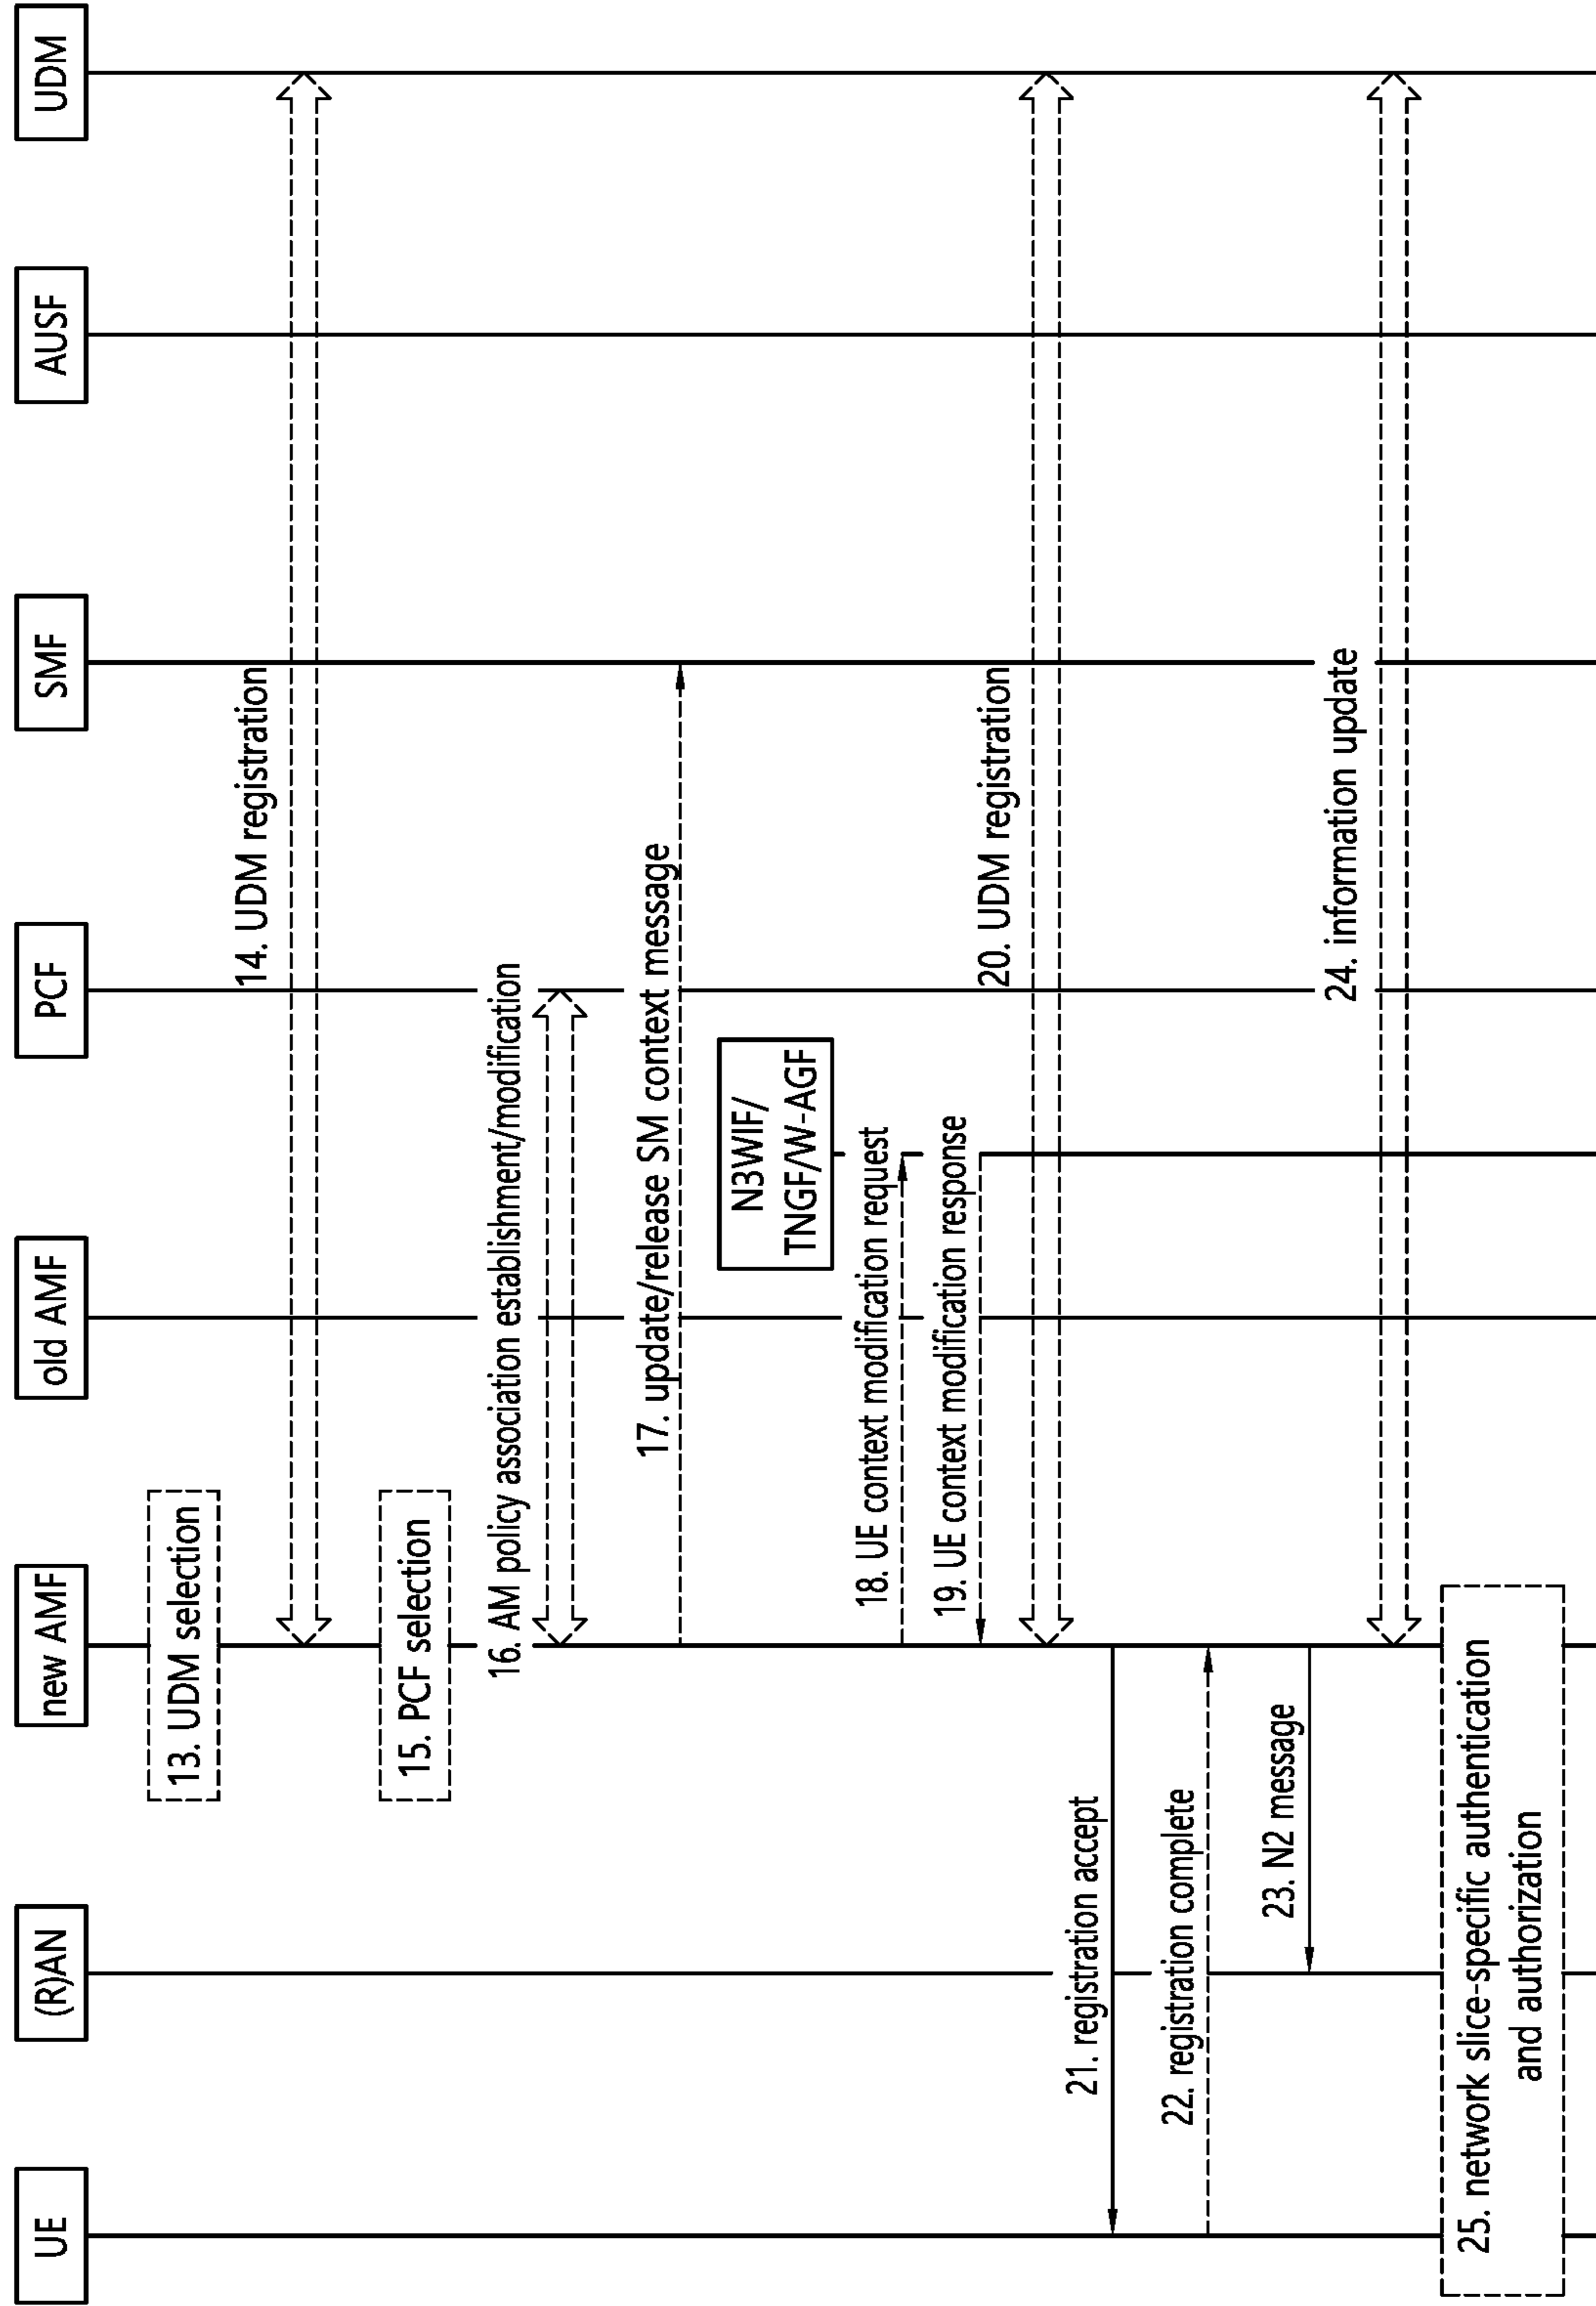 UE
(R)AN
new AMF
old AMF
PCF
SMF
AUSF
UDM
13. UDM selection
14. UDM registration
15. PCF selection
16. AM policy association establishment/modification
17. update/release SM context message
N3WIF/
TNGF/W-AGF
18. UE context modification request
19. UE context modification response
20. UDM registration
21. registration accept
22. registration complete
23. N2 message
24. information update
25. network slice-specific authentication
and authorization